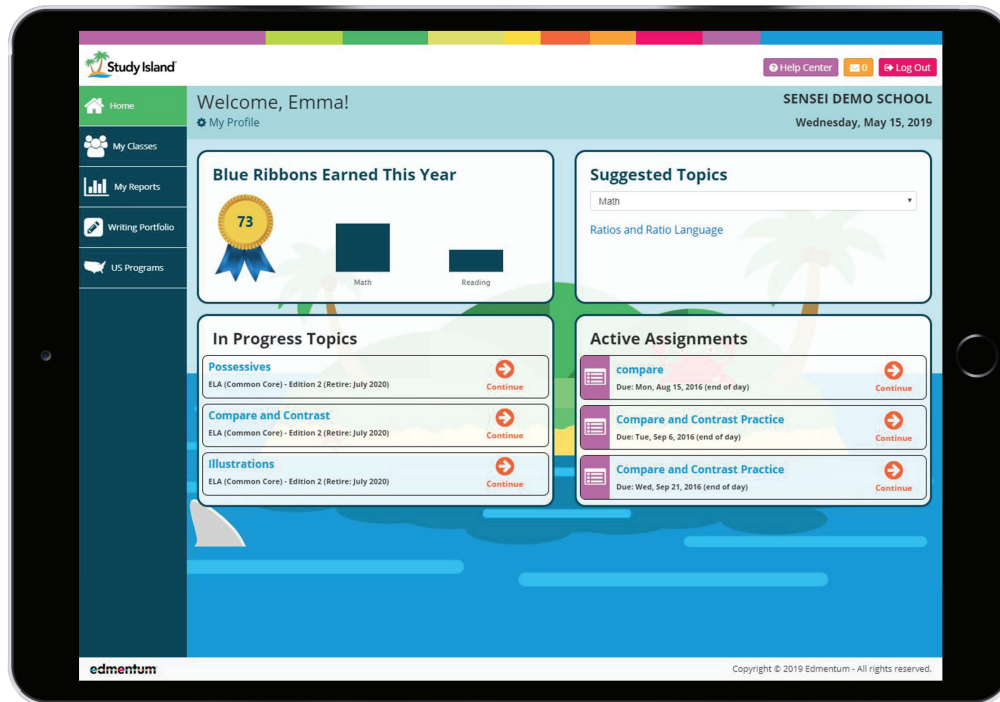 Study Island
Help Center
0
Log Out
Home
My Classes
My Reports
Writing Portfolio
US Programs
Welcome, Emma!
My Profile
SENSEI DEMO SCHOOL
Wednesday, May 15, 2019
Blue Ribbons Earned This Year
73
Math
Reading
Suggested Topics
Math
Ratios and Ratio Language
In Progress Topics
Possessives
ELA (Common Core) - Edition 2 (Retire: July 2020)
Continue
Compare and Contrast
ELA (Common Core) - Edition 2 (Retire: July 2020)
Continue
Illustrations
ELA (Common Core) - Edition 2 (Retire: July 2020)
Continue
Active Assignments
compare
Due: Mon, Aug 15, 2016 (end of day)
Continue
Compare and Contrast Practice
Due: Tue, Sep 6, 2016 (end of day)
Continue
Compare and Contrast Practice
Due: Wed, Sep 21, 2016 (end of day)
Continue
edmentum
Copyright © 2019 Edmentum - All rights reserved.